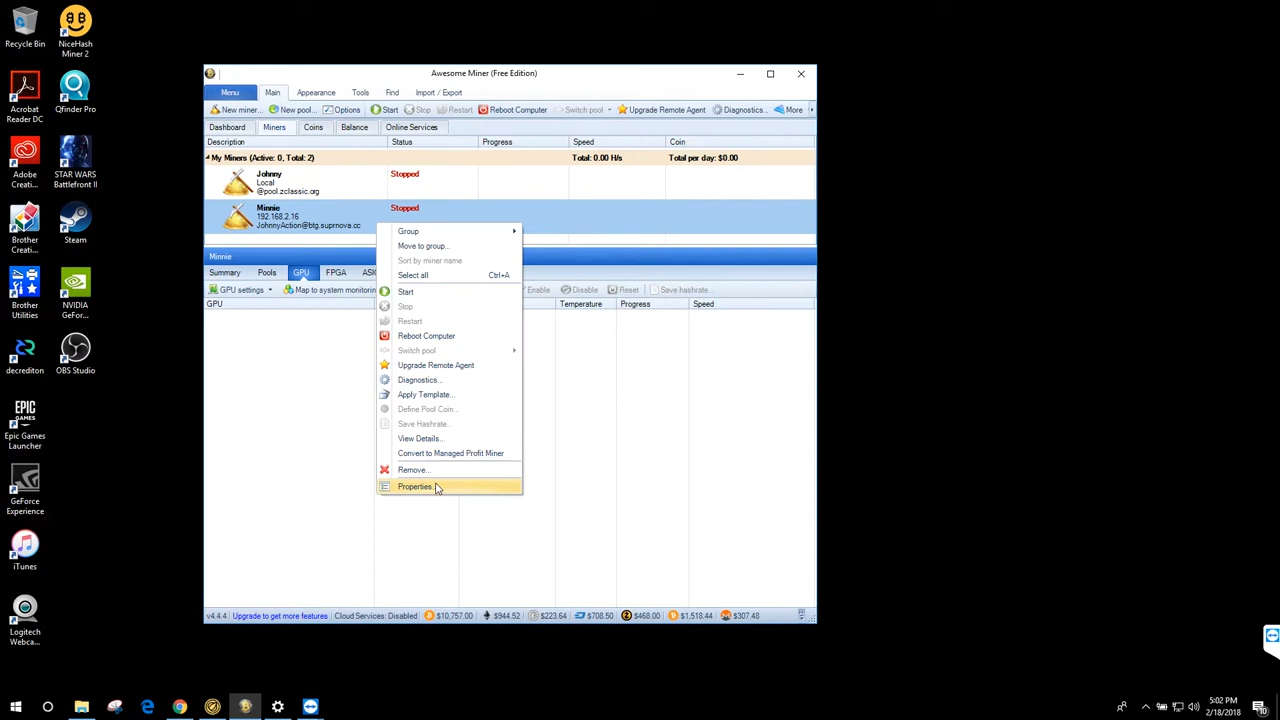 Recycle Bin
NiceHash
Miner 2
Acrobat
Reader DC
Qfinder Pro
Adobe
Creati...
STAR WARS
Battlefront II
Brother
Creati...
Steam
Brother
Utilities
NVIDIA
GeFor...
decrediton
OBS Studio
Epic Games
Launcher
GeForce
Experience
iTunes
Logitech
Webca...
Awesome Miner (Free Edition)
Menu Main Appearance Tools Find Import / Export
New miner... New pool... Options Start Stop Restart Reboot Computer Switch pool Upgrade Remote Agent Diagnostics... More
Dashboard Miners Coins Balance Online Services
Description Status Progress Speed Coin
My Miners (Active: 0, Total: 2) Total: 0.00 H/s Total per day: $0.00
Johnny Stopped
Local
@pool.zclassic.org
Minnie Stopped
192.168.2.16
JohnnyAction@btg.suprnova.cc
Group
Move to group...
Sort by miner name
Select all Ctrl+A
Start
Stop
Restart
Reboot Computer
Switch pool
Upgrade Remote Agent
Diagnostics...
Apply Template...
Define Pool Coin...
Save Hashrate...
View Details...
Convert to Managed Profit Miner
Remove...
Properties...
Minnie
Summary Pools GPU FPGA ASI
GPU settings Map to system monitorin Enable Disable Reset Save hashrate...
GPU Temperature Progress Speed
v4.4.4 Upgrade to get more features Cloud Services: Disabled $10,757.00 $944.52 $223.64 $708.50 $468.00 $1,518.44 $307.48
5:02 PM
2/18/2018
10